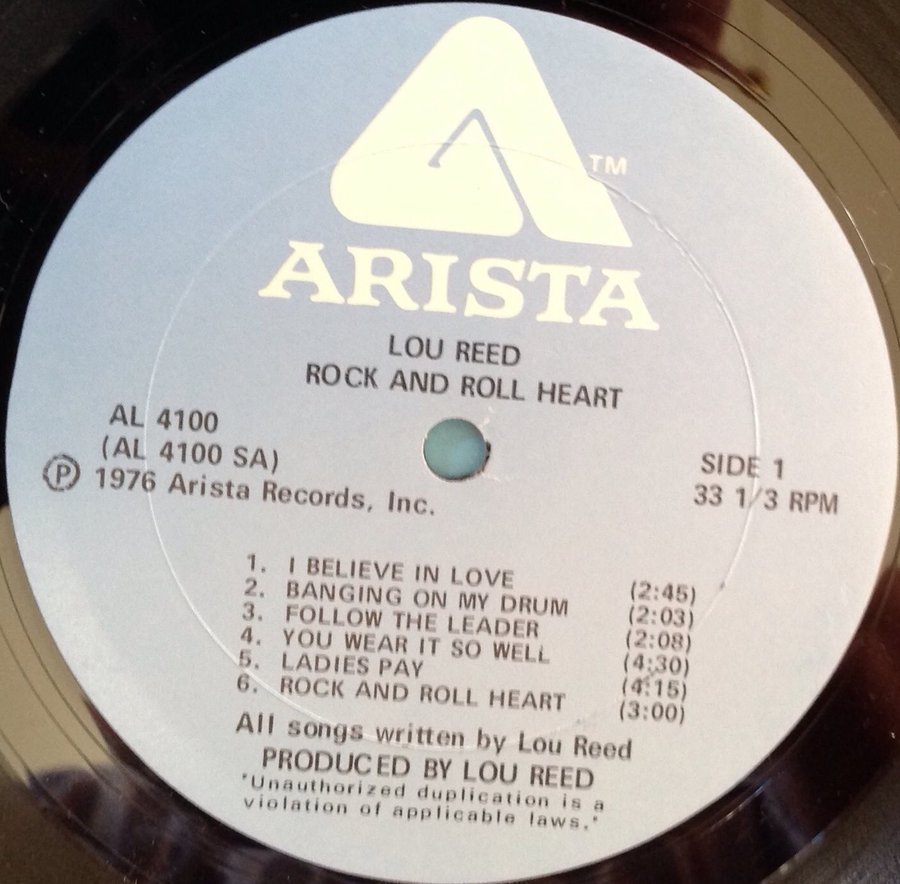 TM
ARISTA
LOU REED
ROCK AND ROLL HEART
AL 4100
(AL 4100 SA)
Ⓟ 1976 Arista Records, Inc.
SIDE 1
33 1/3 RPM
1. I BELIEVE IN LOVE (2:45)
2. BANGING ON MY DRUM (2:03)
3. FOLLOW THE LEADER (2:08)
4. YOU WEAR IT SO WELL (4:30)
5. LADIES PAY (4:15)
6. ROCK AND ROLL HEART (3:00)
All songs written by Lou Reed
PRODUCED BY LOU REED
"Unauthorized duplication is a
violation of applicable laws."